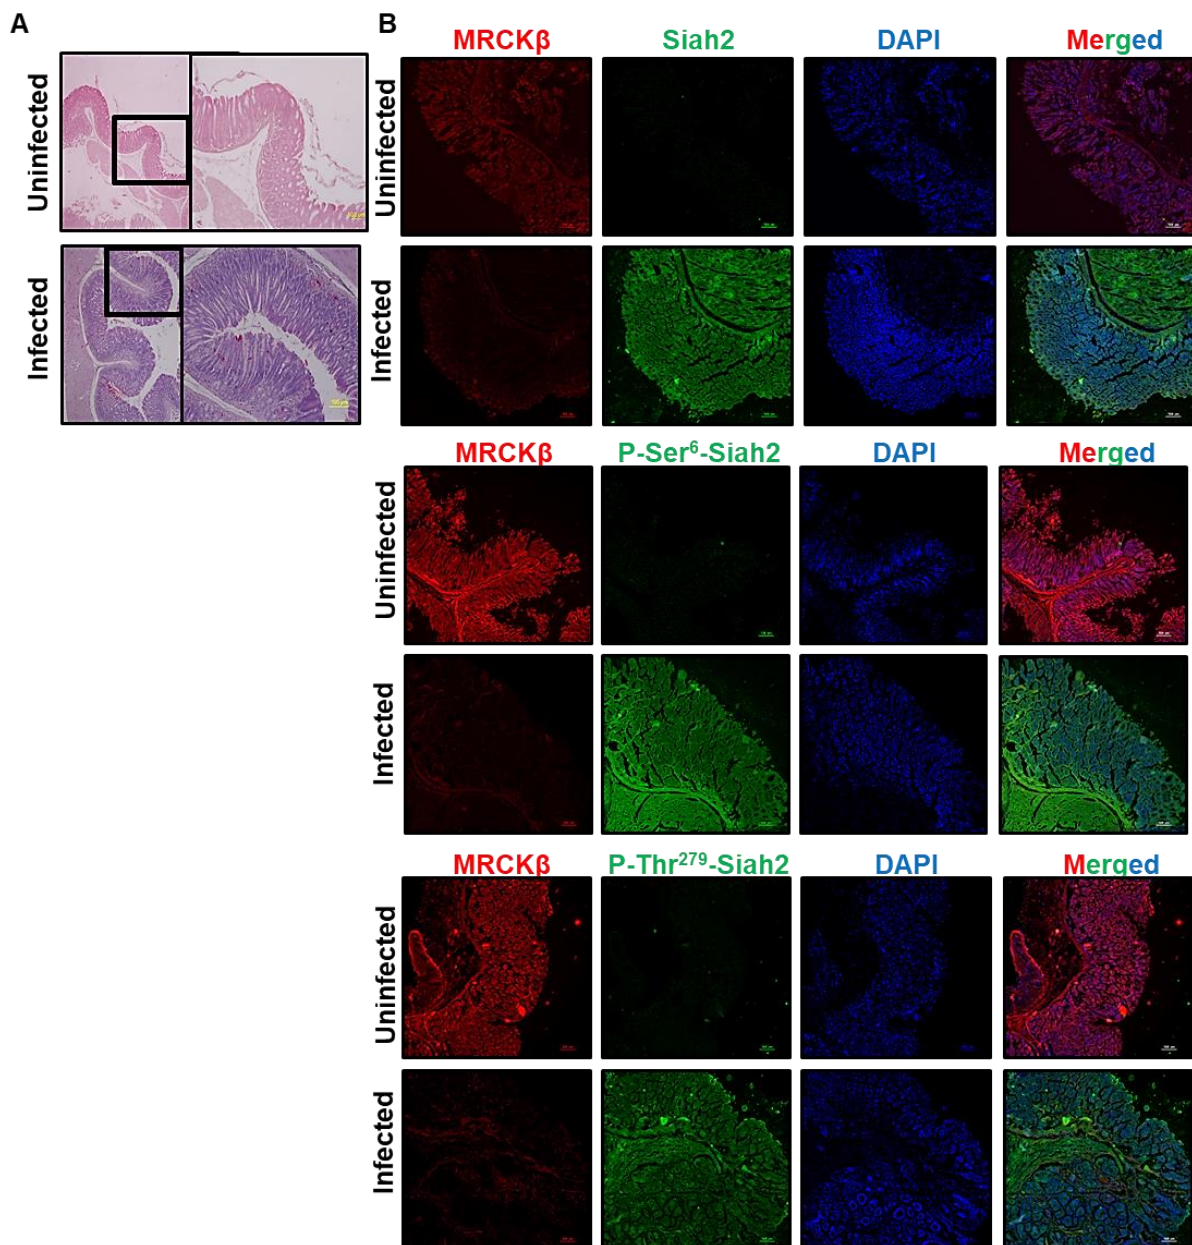 A
B
MRCKβ Siah2 DAPI Merged
Uninfected
Infected
MRCKβ P-Ser⁶-Siah2 DAPI Merged
Uninfected
Infected
MRCKβ P-Thr²⁷⁹-Siah2 DAPI Merged
Uninfected
Infected
Uninfected
Infected